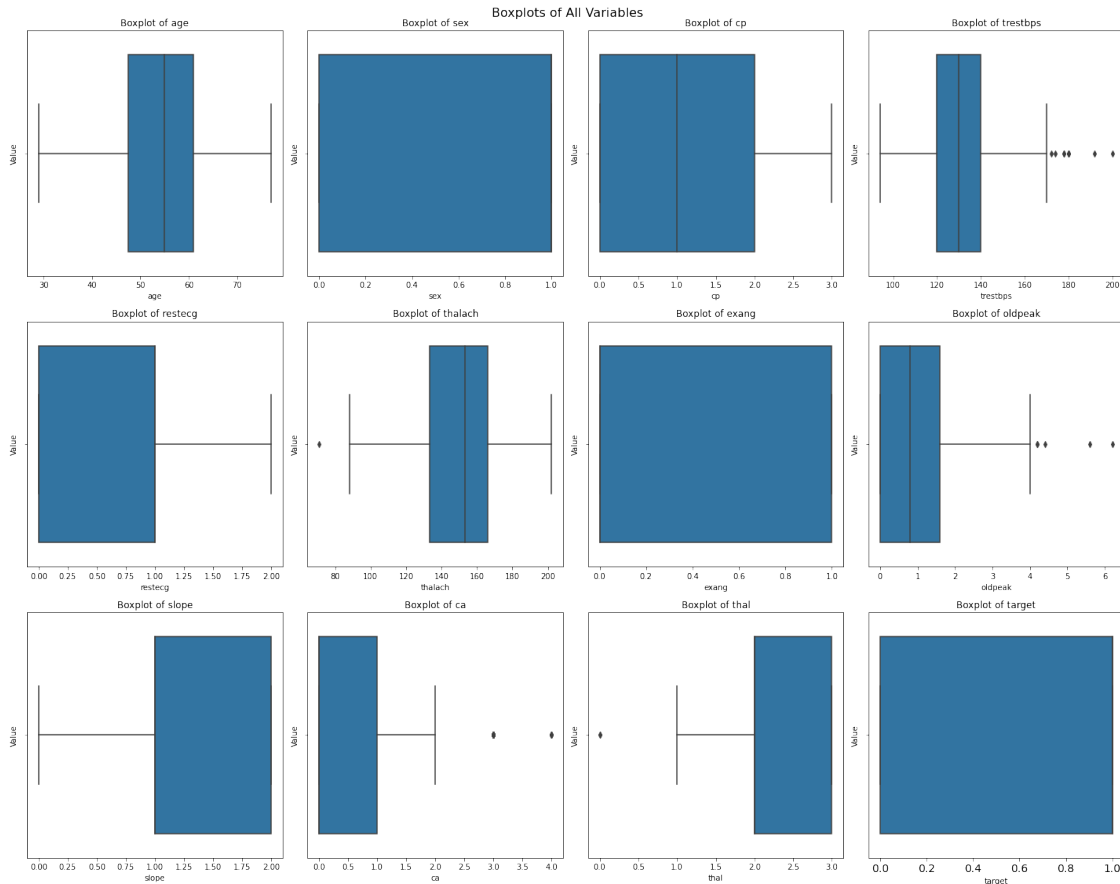 Boxplots of All Variables
Boxplot of age
Boxplot of sex
Boxplot of cp
Boxplot of trestbps
Value
Value
Value
Value
30 40 50 60 70
0.0 0.2 0.4 0.6 0.8 1.0
0.0 0.5 1.0 1.5 2.0 2.5 3.0
100 120 140 160 180 200
age
sex
cp
trestbps
Boxplot of restecg
Boxplot of thalach
Boxplot of exang
Boxplot of oldpeak
Value
Value
Value
Value
0.00 0.25 0.50 0.75 1.00 1.25 1.50 1.75 2.00
80 100 120 140 160 180 200
0.0 0.2 0.4 0.6 0.8 1.0
0 1 2 3 4 5 6
restecg
thalach
exang
oldpeak
Boxplot of slope
Boxplot of ca
Boxplot of thal
Boxplot of target
Value
Value
Value
Value
0.00 0.25 0.50 0.75 1.00 1.25 1.50 1.75 2.00
0.0 0.5 1.0 1.5 2.0 2.5 3.0 3.5 4.0
0.0 0.5 1.0 1.5 2.0 2.5 3.0
0.0 0.2 0.4 0.6 0.8 1.0
slope
ca
thal
target